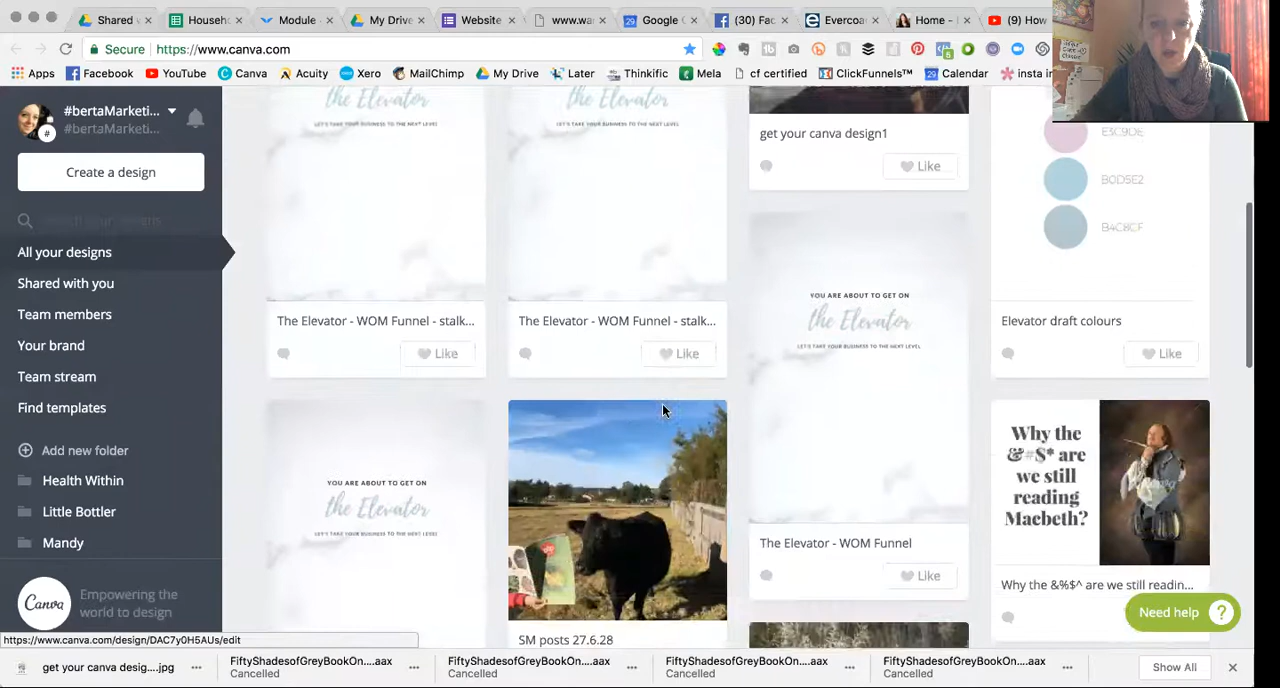 Shared w
Househo
Module -
My Drive
Website
www.wa
Google C
(30) Fac
Evercoa
Home -
(9) How
Secure https://www.canva.com
Apps Facebook YouTube Canva Acuity Xero MailChimp My Drive Later Thinkific Mela cf certified ClickFunnels™ Calendar insta in
#bertaMarketi...
#bertaMarketi...
Create a design
Search your designs
All your designs
Shared with you
Team members
Your brand
Team stream
Find templates
Add new folder
Health Within
Little Bottler
Mandy
Canva
Empowering the
world to design
the Elevator
LET'S TAKE YOUR BUSINESS TO THE NEXT LEVEL
The Elevator - WOM Funnel - stalk...
Like
YOU ARE ABOUT TO GET ON
the Elevator
LET'S TAKE YOUR BUSINESS TO THE NEXT LEVEL
the Elevator
LET'S TAKE YOUR BUSINESS TO THE NEXT LEVEL
The Elevator - WOM Funnel - stalk...
Like
SM posts 27.6.28
get your canva design1
Like
YOU ARE ABOUT TO GET ON
the Elevator
LET'S TAKE YOUR BUSINESS TO THE NEXT LEVEL
The Elevator - WOM Funnel
Like
E3C9DE
B0D5E2
B4C8CF
Elevator draft colours
Like
Why the
&#$* are
we still
reading
Macbeth?
Why the &%$^ are we still readin...
Need help ?
https://www.canva.com/design/DAC7y0H5AUs/edit
get your canva desig....jpg
FiftyShadesofGreyBookOn....aax
Cancelled
FiftyShadesofGreyBookOn....aax
Cancelled
FiftyShadesofGreyBookOn....aax
Cancelled
FiftyShadesofGreyBookOn....aax
Cancelled
Show All